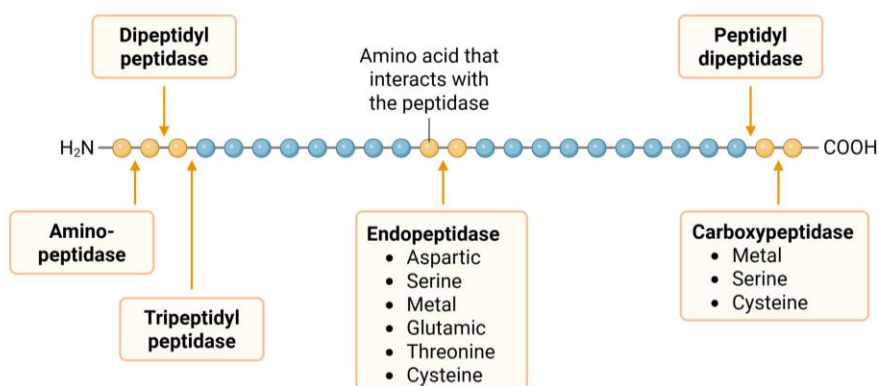 Dipeptidyl
peptidase
Amino acid that
interacts with
the peptidase
Peptidyl
dipeptidase
H₂N
COOH
Amino-
peptidase
Tripeptidyl
peptidase
Endopeptidase
• Aspartic
• Serine
• Metal
• Glutamic
• Threonine
• Cysteine
Carboxypeptidase
• Metal
• Serine
• Cysteine